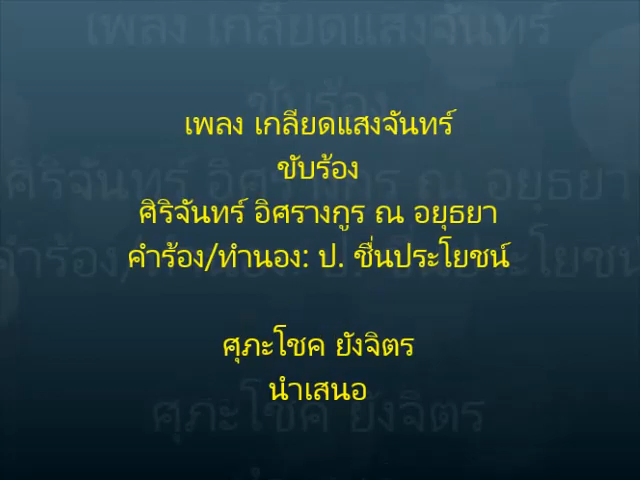 เพลง เกลียดแสงจันทร์
ขับร้อง
ศิริจันทร์ อิศรางกูร ณ อยุธยา
คำร้อง/ทำนอง: ป. ชื่นประโยชน์
ศุภะโชค ยังจิตร
นำเสนอ